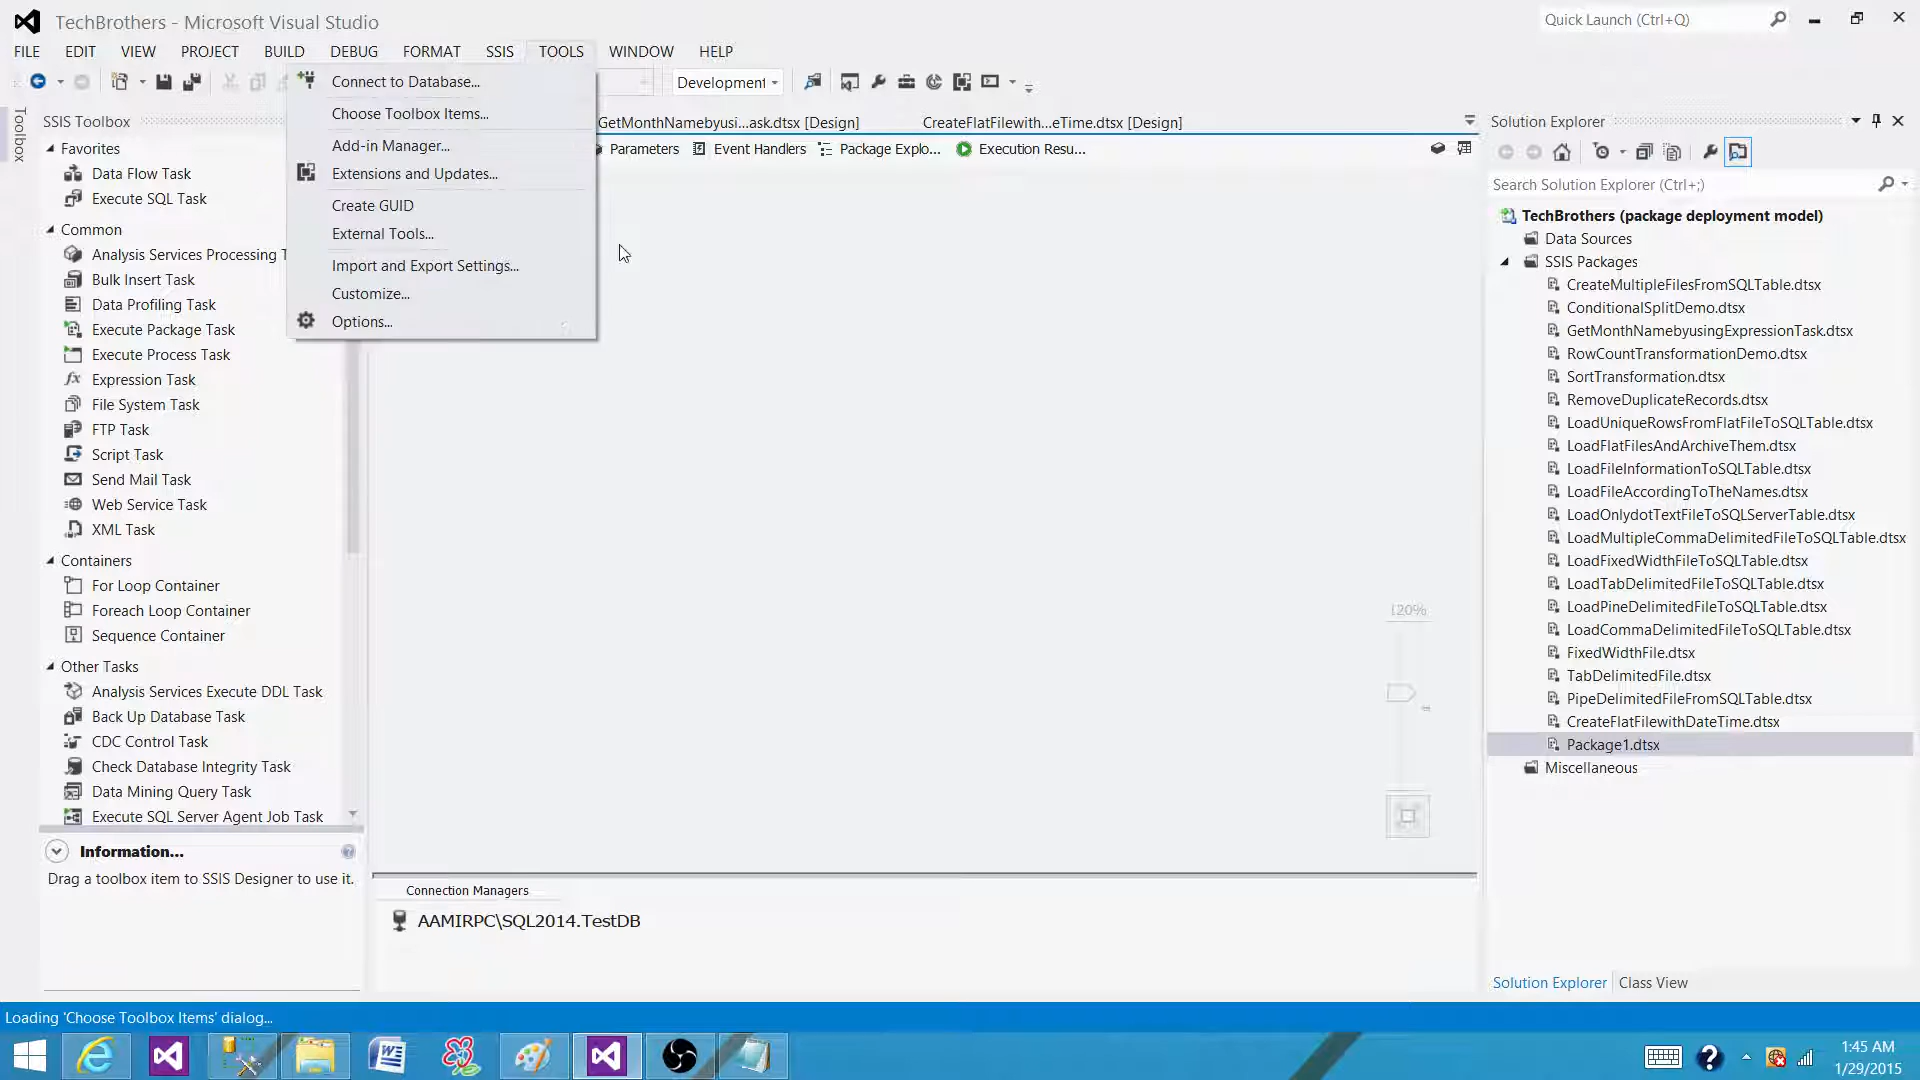 TechBrothers - Microsoft Visual Studio
Quick Launch (Ctrl+Q)
FILE EDIT VIEW PROJECT BUILD DEBUG FORMAT SSIS TOOLS WINDOW HELP
Development
Connect to Database...
Choose Toolbox Items...
Add-in Manager...
Extensions and Updates...
Create GUID
External Tools...
Import and Export Settings...
Customize...
Options...
Toolbox
SSIS Toolbox
Favorites
Data Flow Task
Execute SQL Task
Common
Analysis Services Processing T
Bulk Insert Task
Data Profiling Task
Execute Package Task
Execute Process Task
Expression Task
File System Task
FTP Task
Script Task
Send Mail Task
Web Service Task
XML Task
Containers
For Loop Container
Foreach Loop Container
Sequence Container
Other Tasks
Analysis Services Execute DDL Task
Back Up Database Task
CDC Control Task
Check Database Integrity Task
Data Mining Query Task
Execute SQL Server Agent Job Task
Information...
Drag a toolbox item to SSIS Designer to use it.
GetMonthNamebyusi...ask.dtsx [Design] CreateFlatFilewith...eTime.dtsx [Design]
Parameters Event Handlers Package Explo... Execution Resu...
120%
Connection Managers
AAMIRPC\SQL2014.TestDB
Solution Explorer
Search Solution Explorer (Ctrl+;)
TechBrothers (package deployment model)
Data Sources
SSIS Packages
CreateMultipleFilesFromSQLTable.dtsx
ConditionalSplitDemo.dtsx
GetMonthNamebyusingExpressionTask.dtsx
RowCountTransformationDemo.dtsx
SortTransformation.dtsx
RemoveDuplicateRecords.dtsx
LoadUniqueRowsFromFlatFileToSQLTable.dtsx
LoadFlatFilesAndArchiveThem.dtsx
LoadFileInformationToSQLTable.dtsx
LoadFileAccordingToTheNames.dtsx
LoadOnlydotTextFileToSQLServerTable.dtsx
LoadMultipleCommaDelimitedFileToSQLTable.dtsx
LoadFixedWidthFileToSQLTable.dtsx
LoadTabDelimitedFileToSQLTable.dtsx
LoadPineDelimitedFileToSQLTable.dtsx
LoadCommaDelimitedFileToSQLTable.dtsx
FixedWidthFile.dtsx
TabDelimitedFile.dtsx
PipeDelimitedFileFromSQLTable.dtsx
CreateFlatFilewithDateTime.dtsx
Package1.dtsx
Miscellaneous
Solution Explorer Class View
Loading 'Choose Toolbox Items' dialog...
1:45 AM
1/29/2015